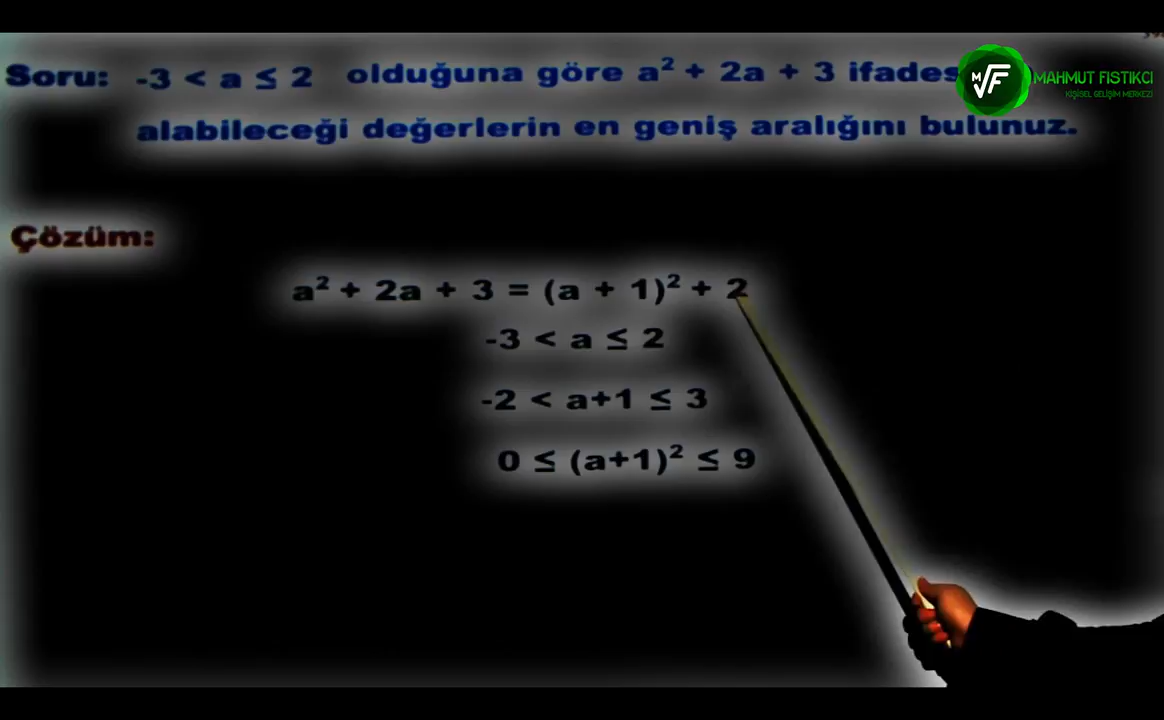 Soru: -3 < a ≤ 2 olduğuna göre a² + 2a + 3 ifades
alabileceği değerlerin en geniş aralığını bulunuz.
MAHMUT FISTIKCI
KİŞİSEL GELİŞİM MERKEZİ
Çözüm:
a² + 2a + 3 = (a + 1)² + 2
-3 < a ≤ 2
-2 < a+1 ≤ 3
0 ≤ (a+1)² ≤ 9